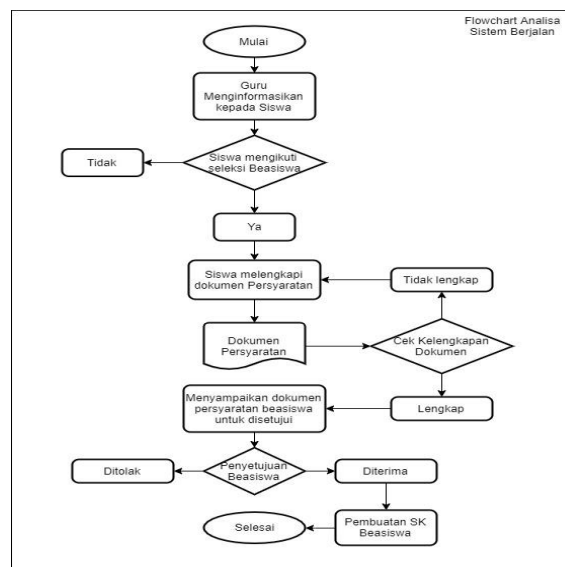 Flowchart Analisa
Sistem Berjalan
Mulai
Guru
Menginformasikan
kepada Siswa
Siswa mengikuti
seleksi Beasiswa
Tidak
Ya
Siswa melengkapi
dokumen Persyaratan
Tidak lengkap
Dokumen
Persyaratan
Cek Kelengkapan
Dokumen
Menyampaikan dokumen
persyaratan beasiswa
untuk disetujui
Lengkap
Ditolak
Penyetujuan
Beasiswa
Diterima
Selesai
Pembuatan SK
Beasiswa